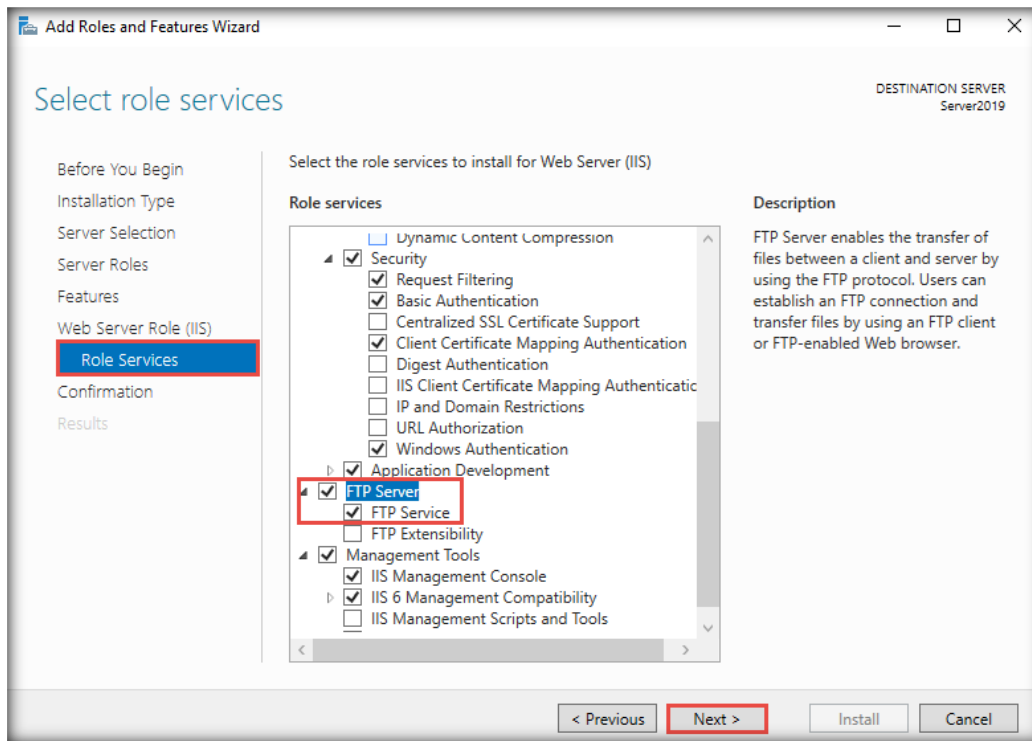 Add Roles and Features Wizard
Select role services
DESTINATION SERVER
Server2019
Before You Begin
Installation Type
Server Selection
Server Roles
Features
Web Server Role (IIS)
Role Services
Confirmation
Results
Select the role services to install for Web Server (IIS)
Role services
Dynamic Content Compression
Security
Request Filtering
Basic Authentication
Centralized SSL Certificate Support
Client Certificate Mapping Authentication
Digest Authentication
IIS Client Certificate Mapping Authenticatic
IP and Domain Restrictions
URL Authorization
Windows Authentication
Application Development
FTP Server
FTP Service
FTP Extensibility
Management Tools
IIS Management Console
IIS 6 Management Compatibility
IIS Management Scripts and Tools
Description
FTP Server enables the transfer of
files between a client and server by
using the FTP protocol. Users can
establish an FTP connection and
transfer files by using an FTP client
or FTP-enabled Web browser.
< Previous
Next >
Install
Cancel